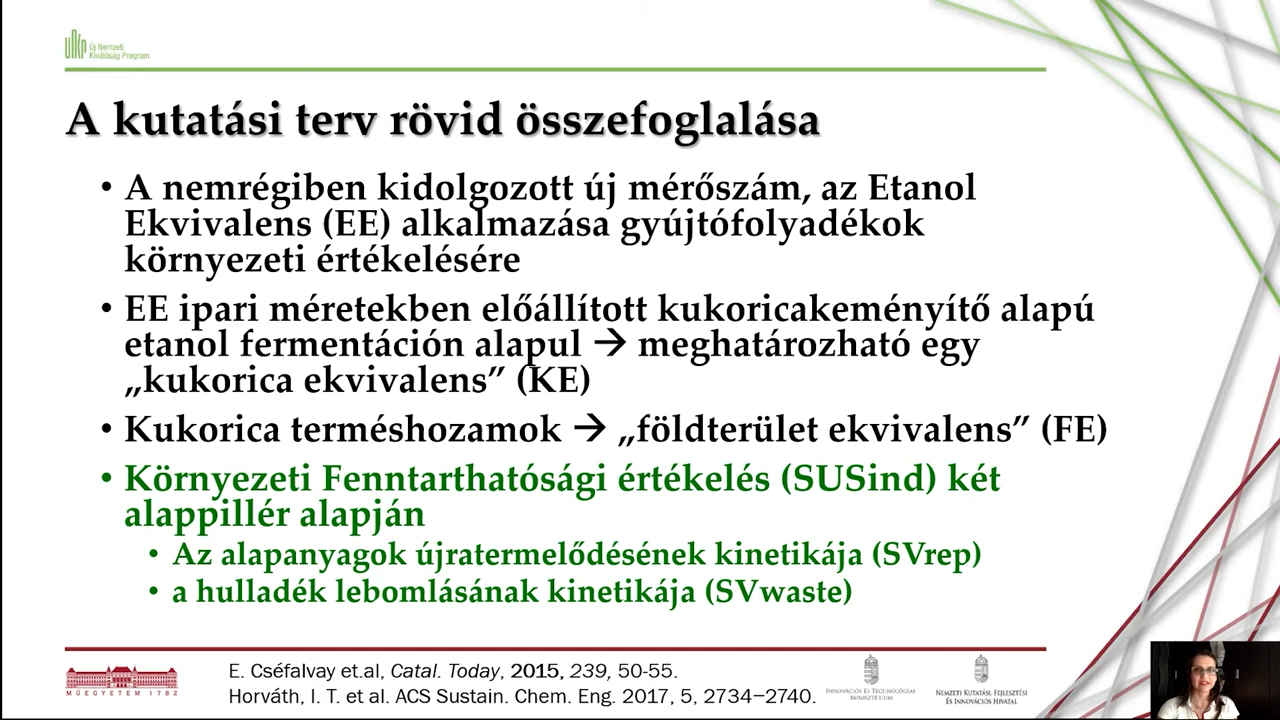 Új Nemzeti
Kiválóság Program
A kutatási terv rövid összefoglalása
• A nemrégiben kidolgozott új mérőszám, az Etanol
Ekvivalens (EE) alkalmazása gyújtófolyadékok
környezeti értékelésére
• EE ipari méretekben előállított kukoricakeményítő alapú
etanol fermentáción alapul → meghatározható egy
„kukorica ekvivalens” (KE)
• Kukorica terméshozamok → „földterület ekvivalens” (FE)
• Környezeti Fenntarthatósági értékelés (SUSind) két
alappillér alapján
• Az alapanyagok újratermelődésének kinetikája (SVrep)
• a hulladék lebomlásának kinetikája (SVwaste)
E. Cséfalvay et.al, Catal. Today, 2015, 239, 50-55.
Horváth, I. T. et al. ACS Sustain. Chem. Eng. 2017, 5, 2734−2740.
MŰEGYETEM 1782
INNOVÁCIÓS ÉS TECHNOLÓGIAI
MINISZTÉRIUM
NEMZETI KUTATÁSI, FEJLESZTÉSI
ÉS INNOVÁCIÓS HIVATAL